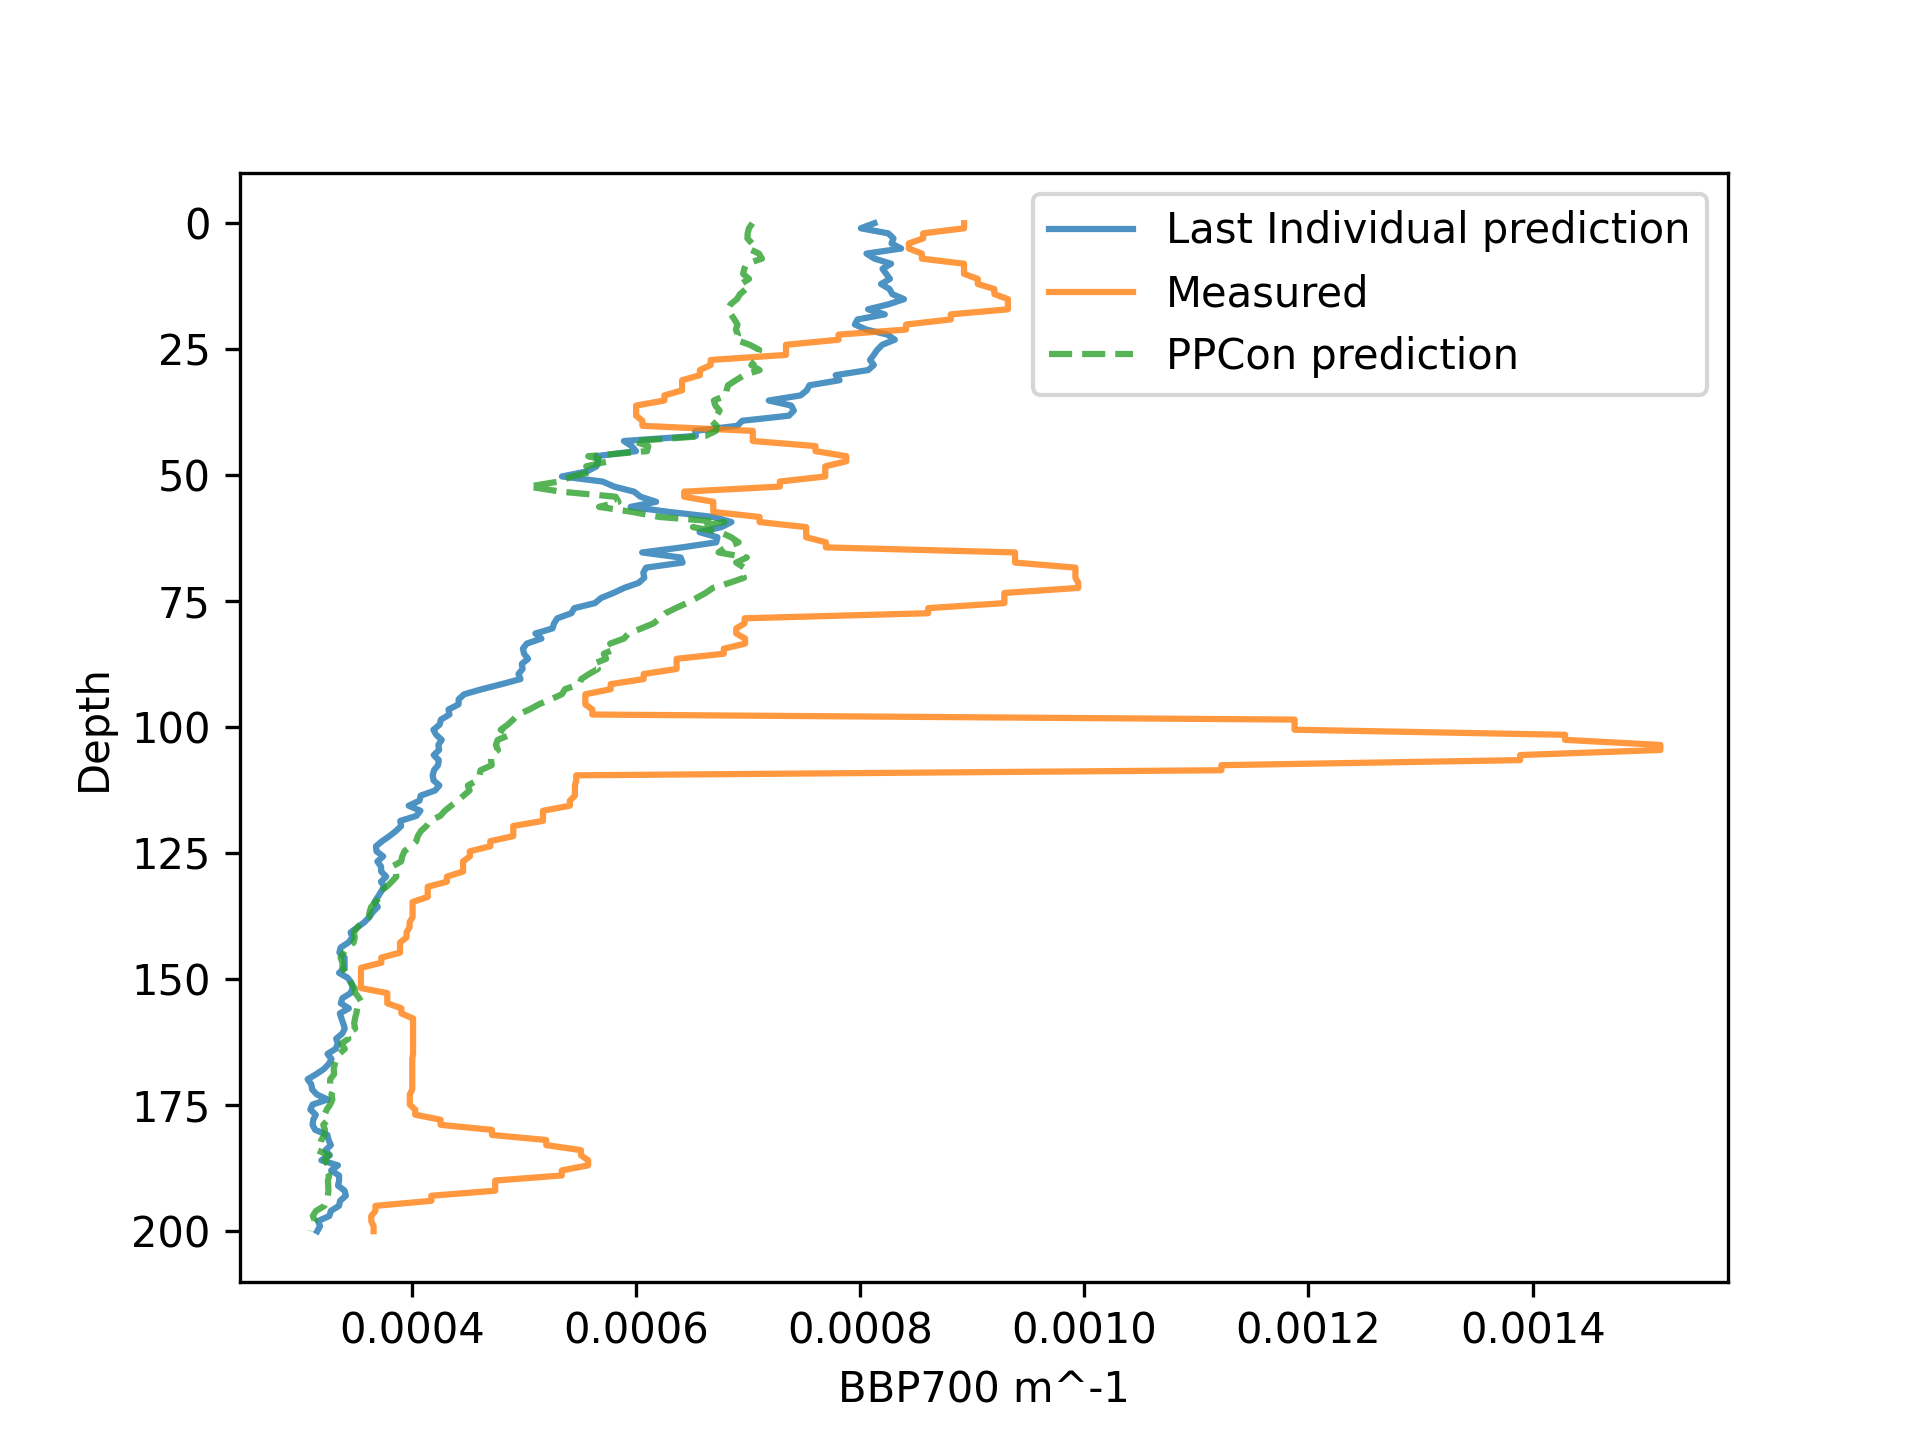 Last Individual prediction
Measured
PPCon prediction
0
25
50
75
100
125
150
175
200
Depth
0.0004 0.0006 0.0008 0.0010 0.0012 0.0014
BBP700 m^-1